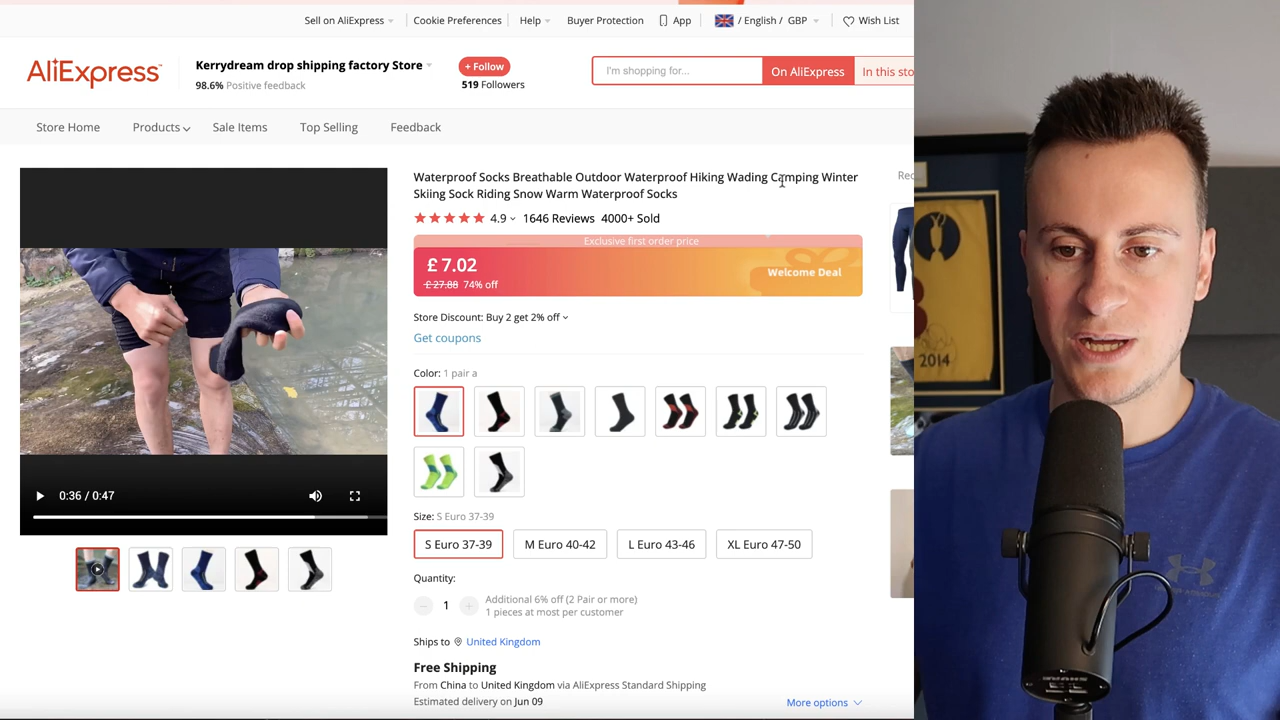 Sell on AliExpress
Cookie Preferences
Help
Buyer Protection
App
/ English / GBP
Wish List
AliExpress
Kerrydream drop shipping factory Store
98.6% Positive feedback
+ Follow
519 Followers
I'm shopping for...
On AliExpress
In this sto
Store Home
Products
Sale Items
Top Selling
Feedback
Waterproof Socks Breathable Outdoor Waterproof Hiking Wading Camping Winter
Skiing Sock Riding Snow Warm Waterproof Socks
4.9
1646 Reviews
4000+ Sold
Exclusive first order price
£ 7.02
£ 27.88 74% off
Welcome Deal
Store Discount: Buy 2 get 2% off
Get coupons
Color: 1 pair a
Size: S Euro 37-39
S Euro 37-39
M Euro 40-42
L Euro 43-46
XL Euro 47-50
Quantity:
1
Additional 6% off (2 Pair or more)
1 pieces at most per customer
Ships to United Kingdom
Free Shipping
From China to United Kingdom via AliExpress Standard Shipping
Estimated delivery on Jun 09
More options
0:36 / 0:47
Rec
2014